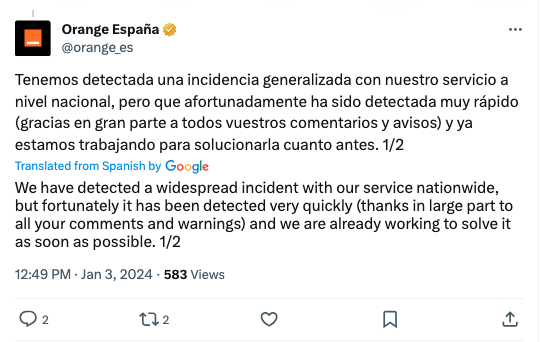 Orange España
@orange_es
Tenemos detectada una incidencia generalizada con nuestro servicio a
nivel nacional, pero que afortunadamente ha sido detectada muy rápido
(gracias en gran parte a todos vuestros comentarios y avisos) y ya
estamos trabajando para solucionarla cuanto antes. 1/2
Translated from Spanish by Google
We have detected a widespread incident with our service nationwide,
but fortunately it has been detected very quickly (thanks in large part to
all your comments and warnings) and we are already working to solve it
as soon as possible. 1/2
12:49 PM · Jan 3, 2024 · 583 Views
2 2